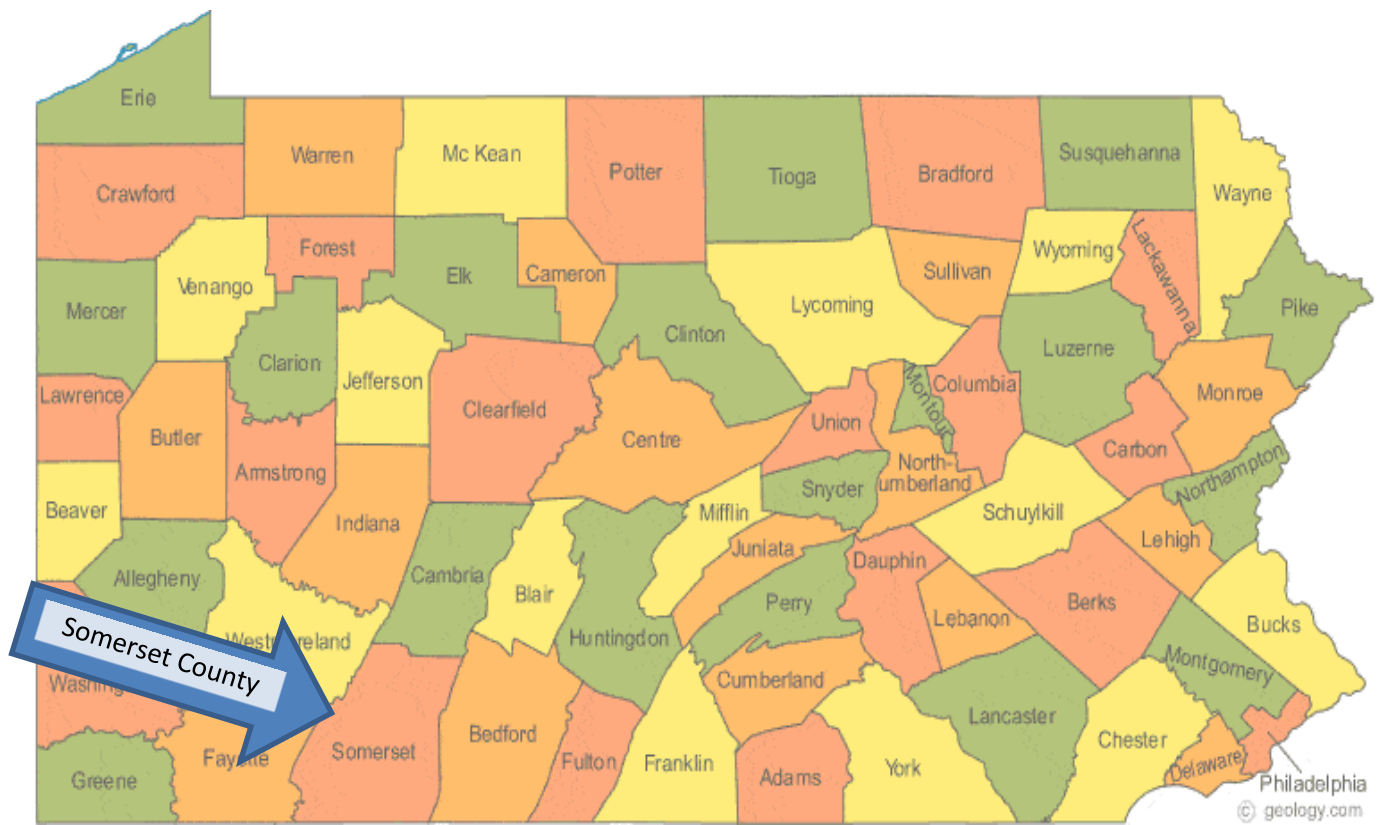 Erie
Warren
Mc Kean
Potter
Tioga
Bradford
Susquehanna
Wayne
Crawford
Forest
Elk
Cameron
Sullivan
Wyoming
Lackawanna
Venango
Mercer
Clarion
Jefferson
Clinton
Lycoming
Luzerne
Pike
Lawrence
Butler
Clearfield
Centre
Union
Montour
Columbia
Monroe
Armstrong
Carbon
Beaver
Indiana
Mifflin
Snyder
North-
umberland
Schuylkill
Northampton
Lehigh
Allegheny
Cambria
Blair
Huntingdon
Juniata
Perry
Dauphin
Lebanon
Berks
Bucks
Somerset County
Montgomery
Cumberland
Lancaster
Somerset
Bedford
Fulton
Franklin
Adams
York
Chester
Delaware
Greene
Philadelphia
© geology.com